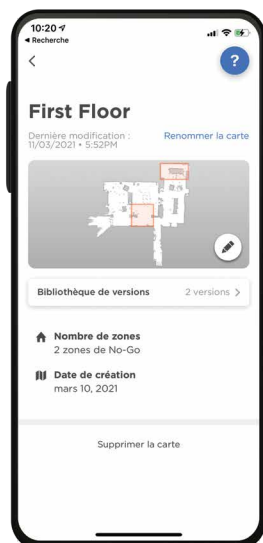 10:20
Recherche
?
First Floor
Dernière modification : Renommer la carte
11/03/2021 • 5:52PM
Bibliothèque de versions 2 versions >
Nombre de zones
2 zones de No-Go
Date de création
mars 10, 2021
Supprimer la carte